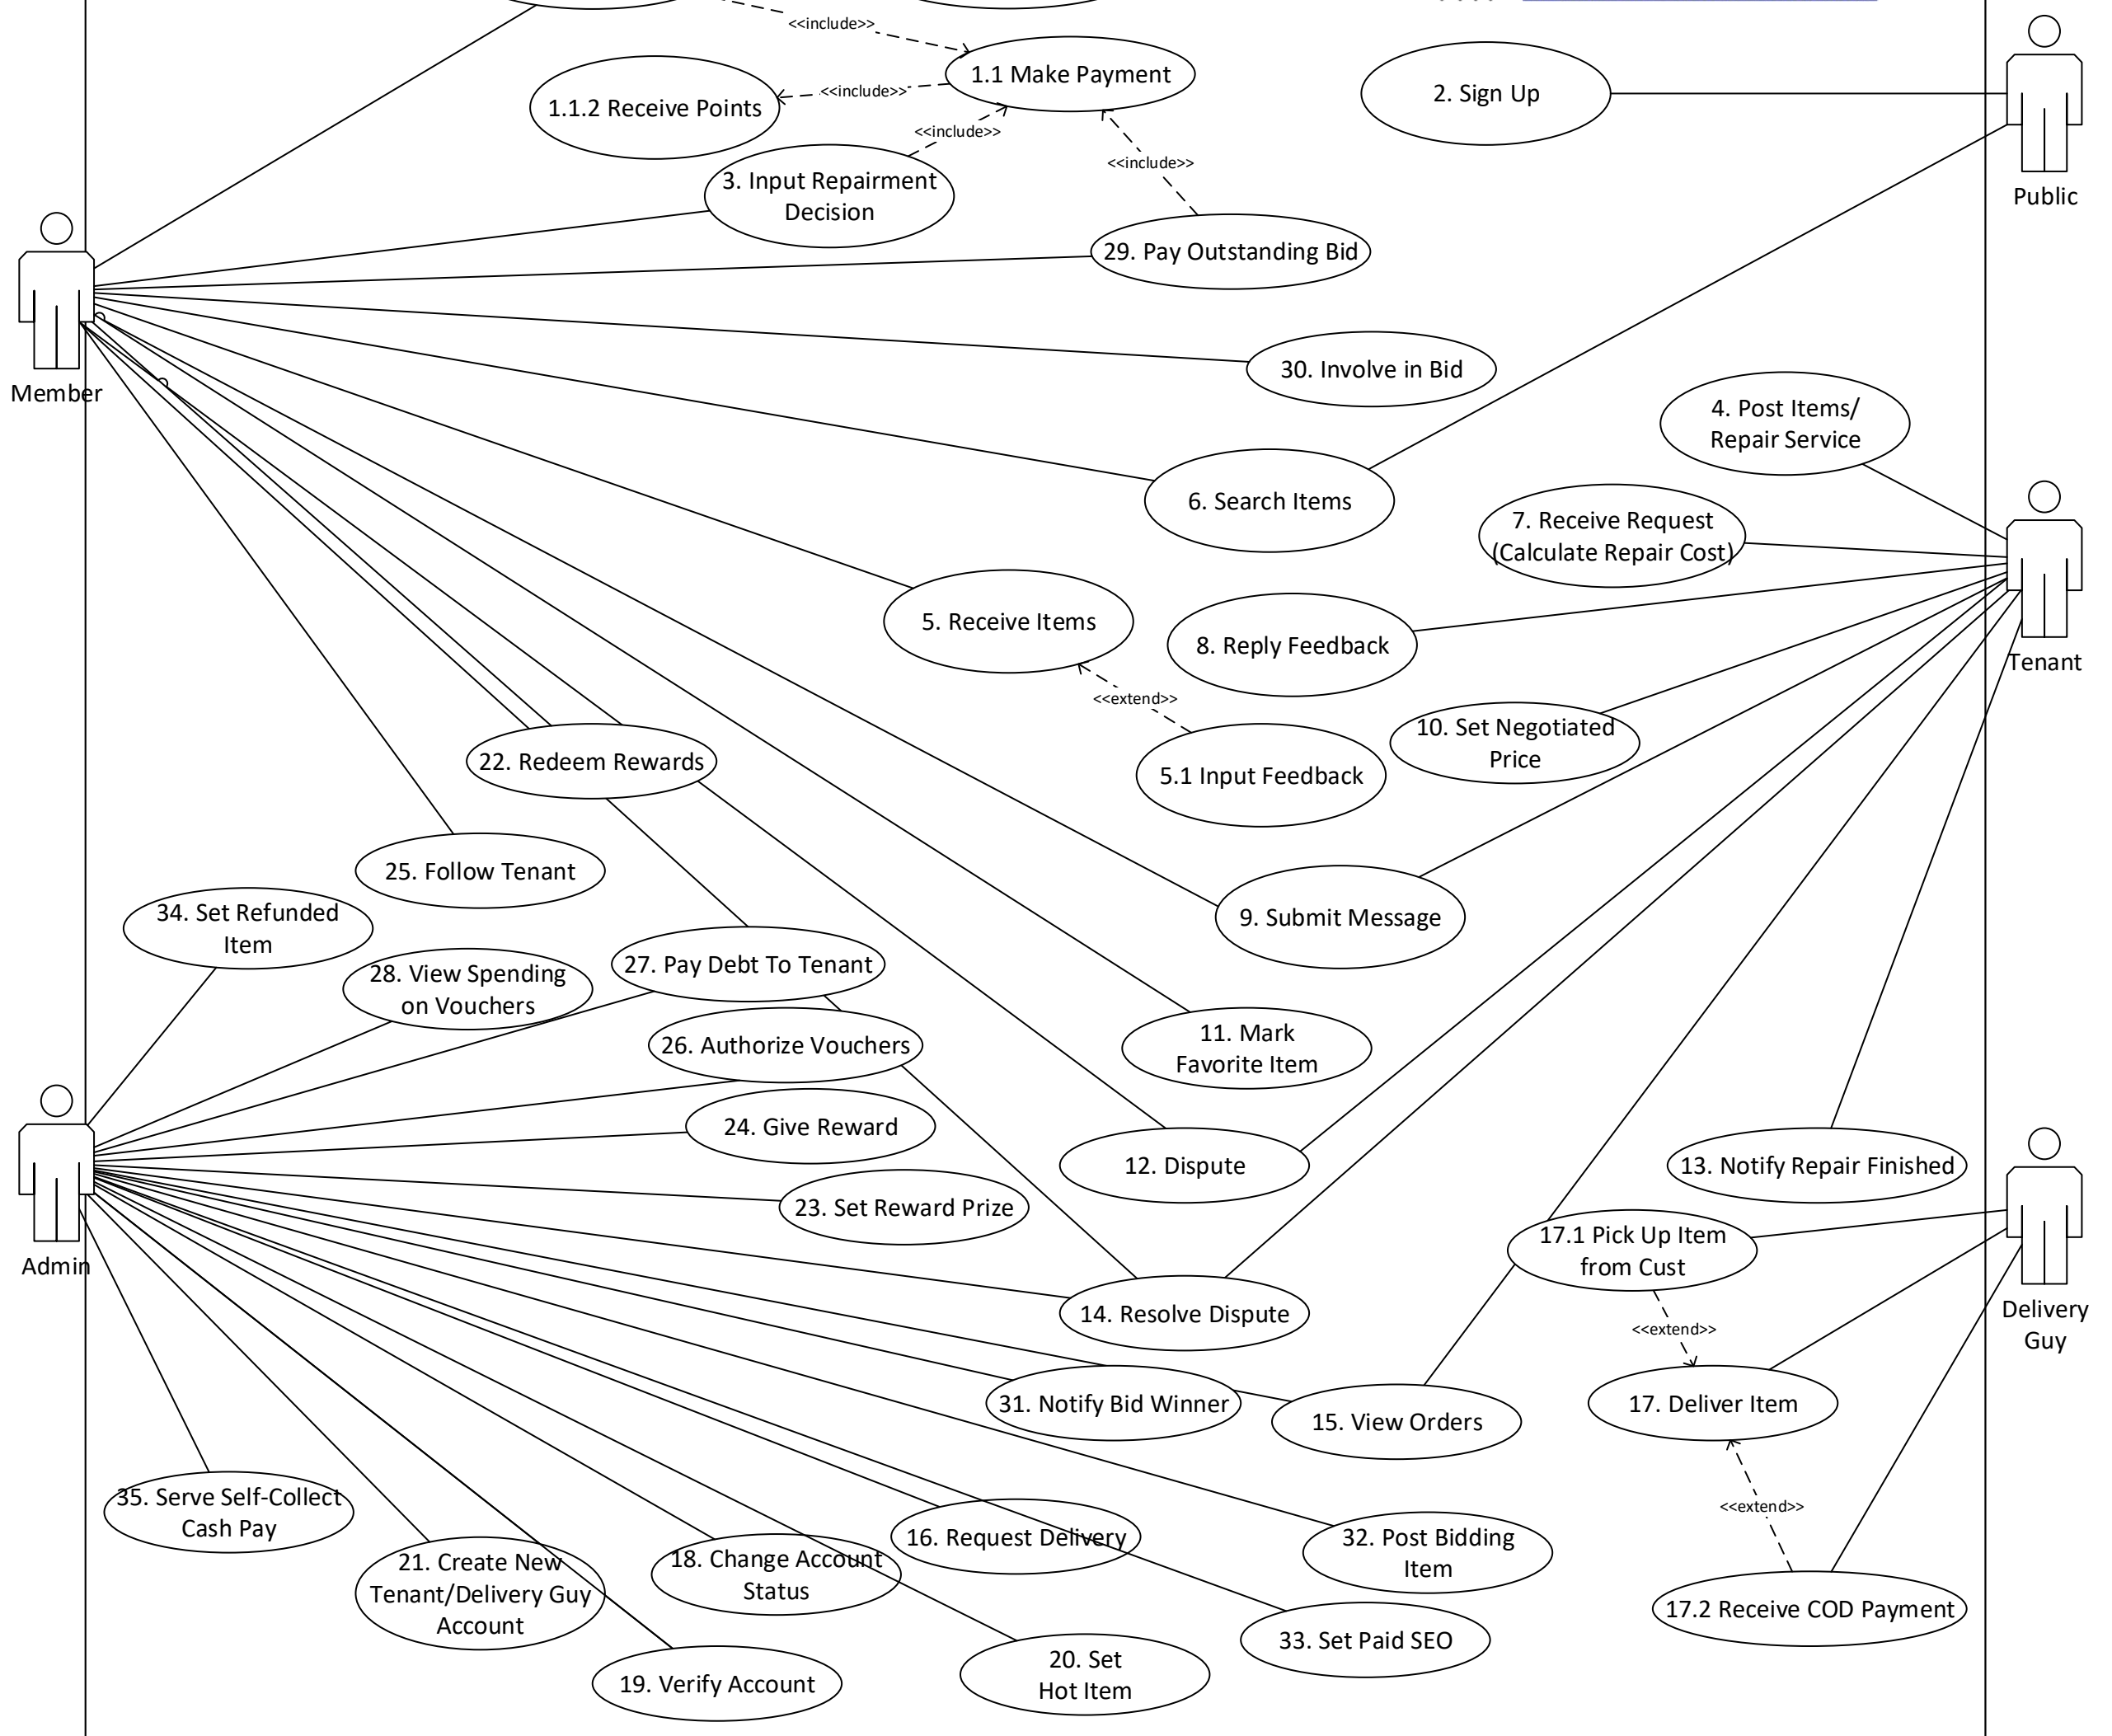 <<include>>
1.1 Make Payment
<<include>>
1.1.2 Receive Points
2. Sign Up
<<include>>
<<include>>
3. Input Repairment
Decision
Public
29. Pay Outstanding Bid
30. Involve in Bid
Member
4. Post Items/
Repair Service
6. Search Items
7. Receive Request
(Calculate Repair Cost)
5. Receive Items
8. Reply Feedback
Tenant
<<extend>>
10. Set Negotiated
Price
22. Redeem Rewards
5.1 Input Feedback
25. Follow Tenant
34. Set Refunded
Item
9. Submit Message
28. View Spending
on Vouchers
27. Pay Debt To Tenant
26. Authorize Vouchers
11. Mark
Favorite Item
24. Give Reward
12. Dispute
13. Notify Repair Finished
23. Set Reward Prize
17.1 Pick Up Item
from Cust
Admin
14. Resolve Dispute
Delivery
Guy
<<extend>>
31. Notify Bid Winner
15. View Orders
17. Deliver Item
35. Serve Self-Collect
Cash Pay
<<extend>>
16. Request Delivery
32. Post Bidding
Item
21. Create New
Tenant/Delivery Guy
Account
18. Change Account
Status
17.2 Receive COD Payment
33. Set Paid SEO
19. Verify Account
20. Set
Hot Item